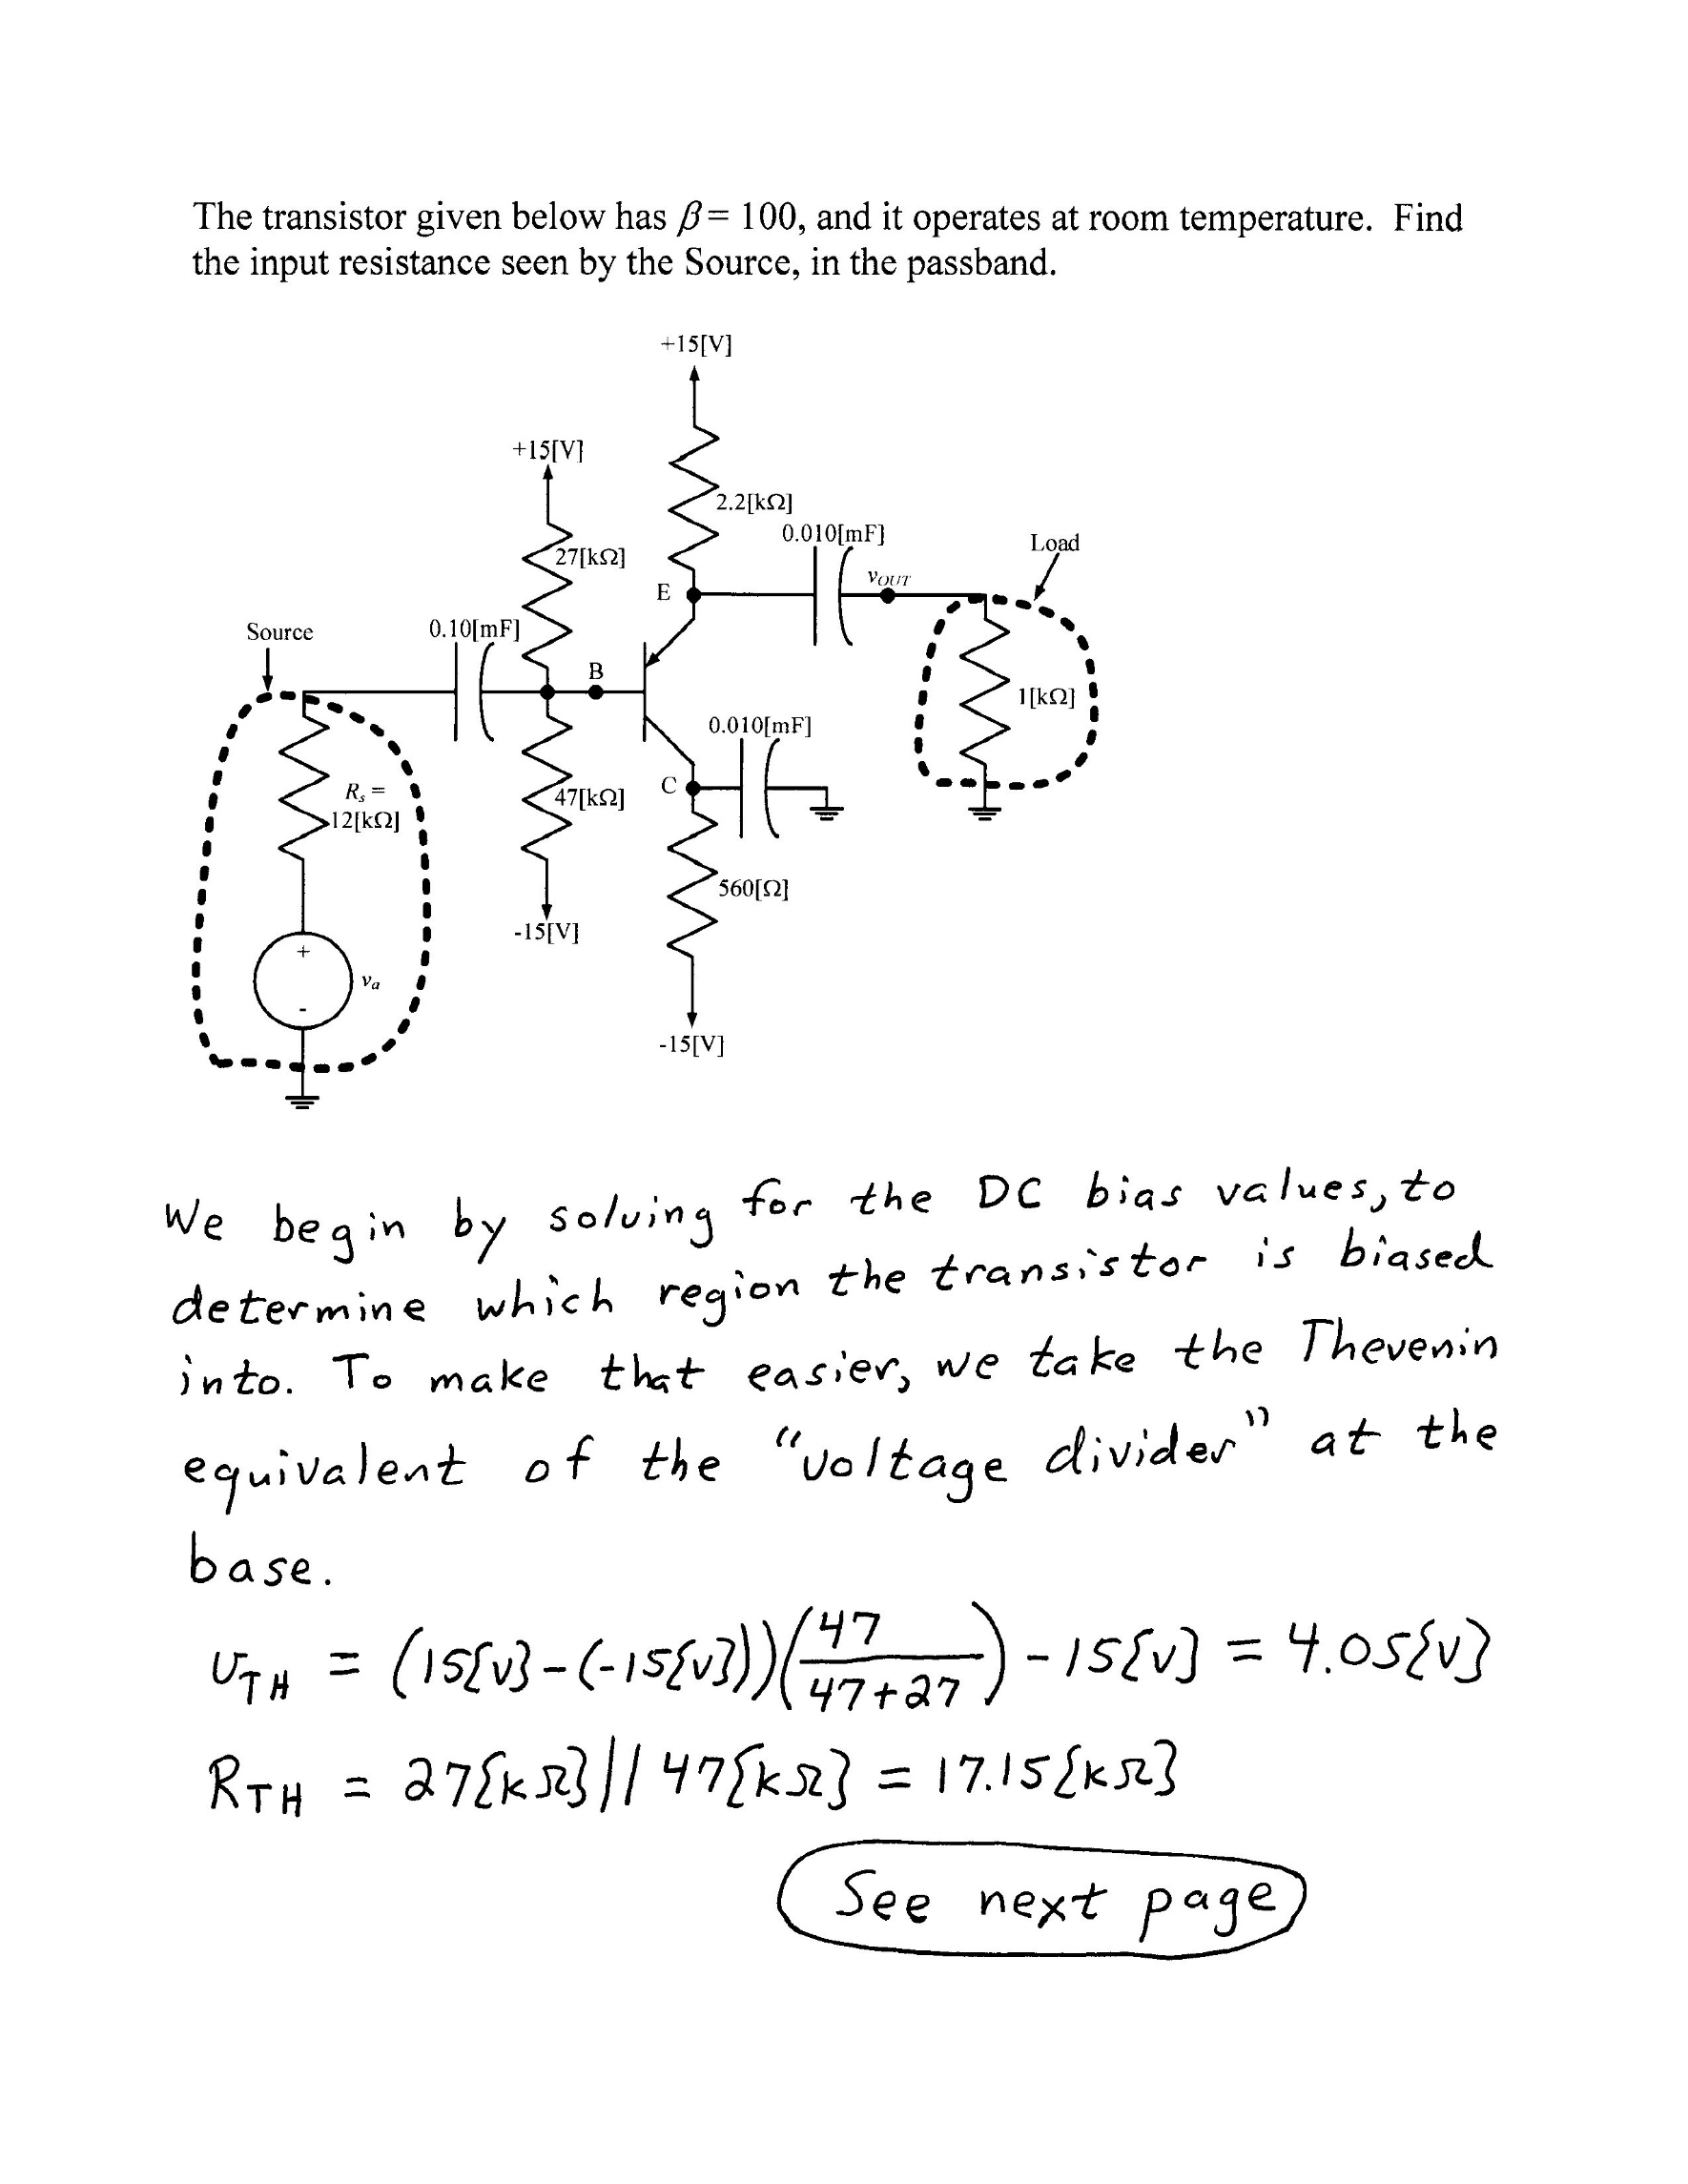 The transistor given below has β = 100, and it operates at room temperature. Find
the input resistance seen by the Source, in the passband.
+15[V]
+15[V]
2.2[kΩ]
0.010[mF]
Load
27[kΩ]
vOUT
E
Source
0.10[mF]
B
1[kΩ]
0.010[mF]
C
Rs =
12[kΩ]
47[kΩ]
560[Ω]
-15[V]
+
va
-
-15[V]
We begin by solving for the DC bias values, to
determine which region the transistor is biased
into. To make that easier, we take the Thevenin
equivalent of the "voltage divider" at the
base.
vTH = (15[V]-(-15[V]))(47/(47+27)) - 15[V] = 4.05[V]
RTH = 27[kΩ]||47[kΩ] = 17.15[kΩ]
See next page